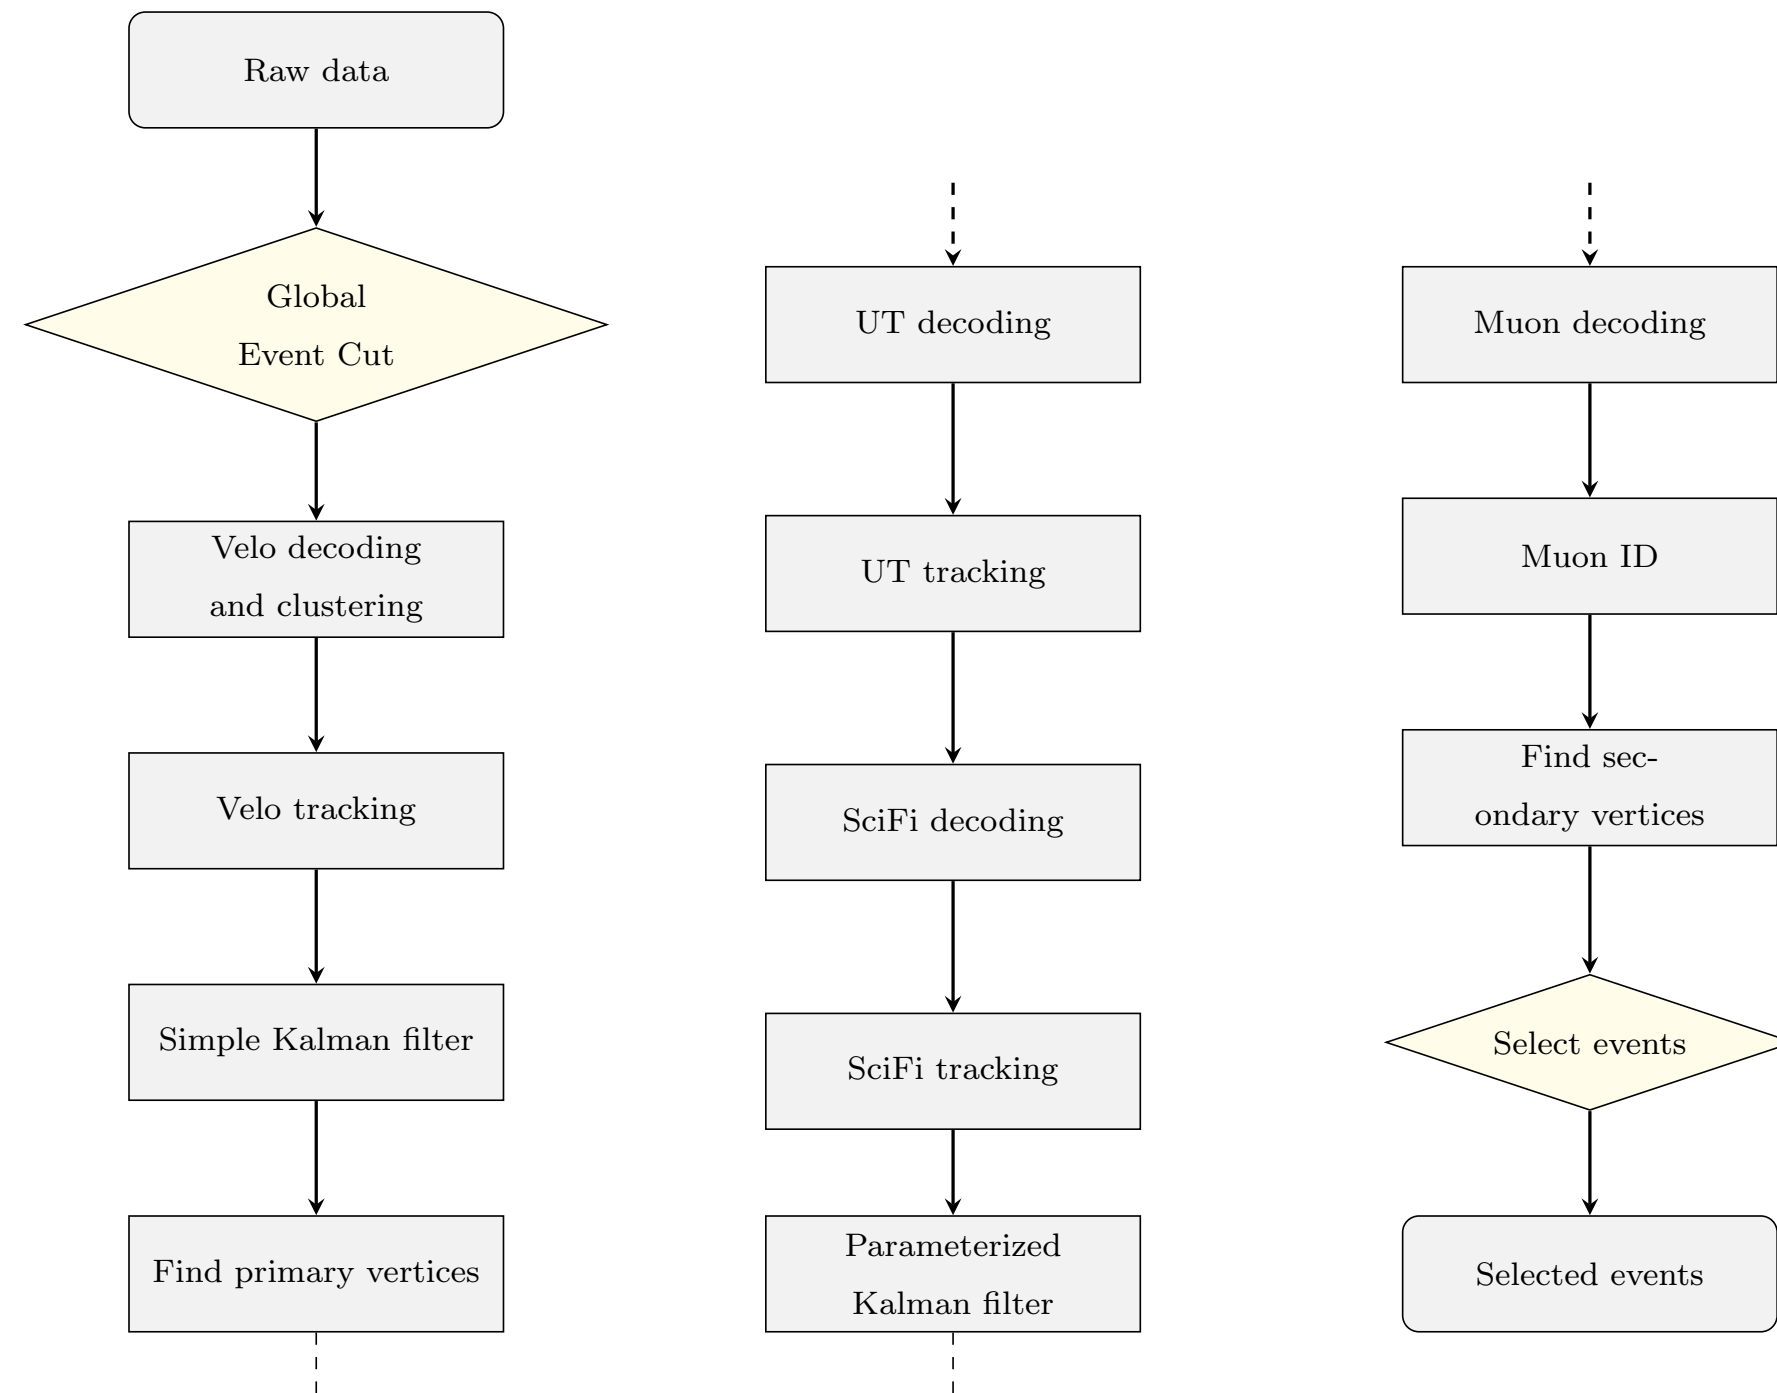 Raw data
Global
Event Cut
Velo decoding
and clustering
Velo tracking
Simple Kalman filter
Find primary vertices
UT decoding
UT tracking
SciFi decoding
SciFi tracking
Parameterized
Kalman filter
Muon decoding
Muon ID
Find sec-
ondary vertices
Select events
Selected events